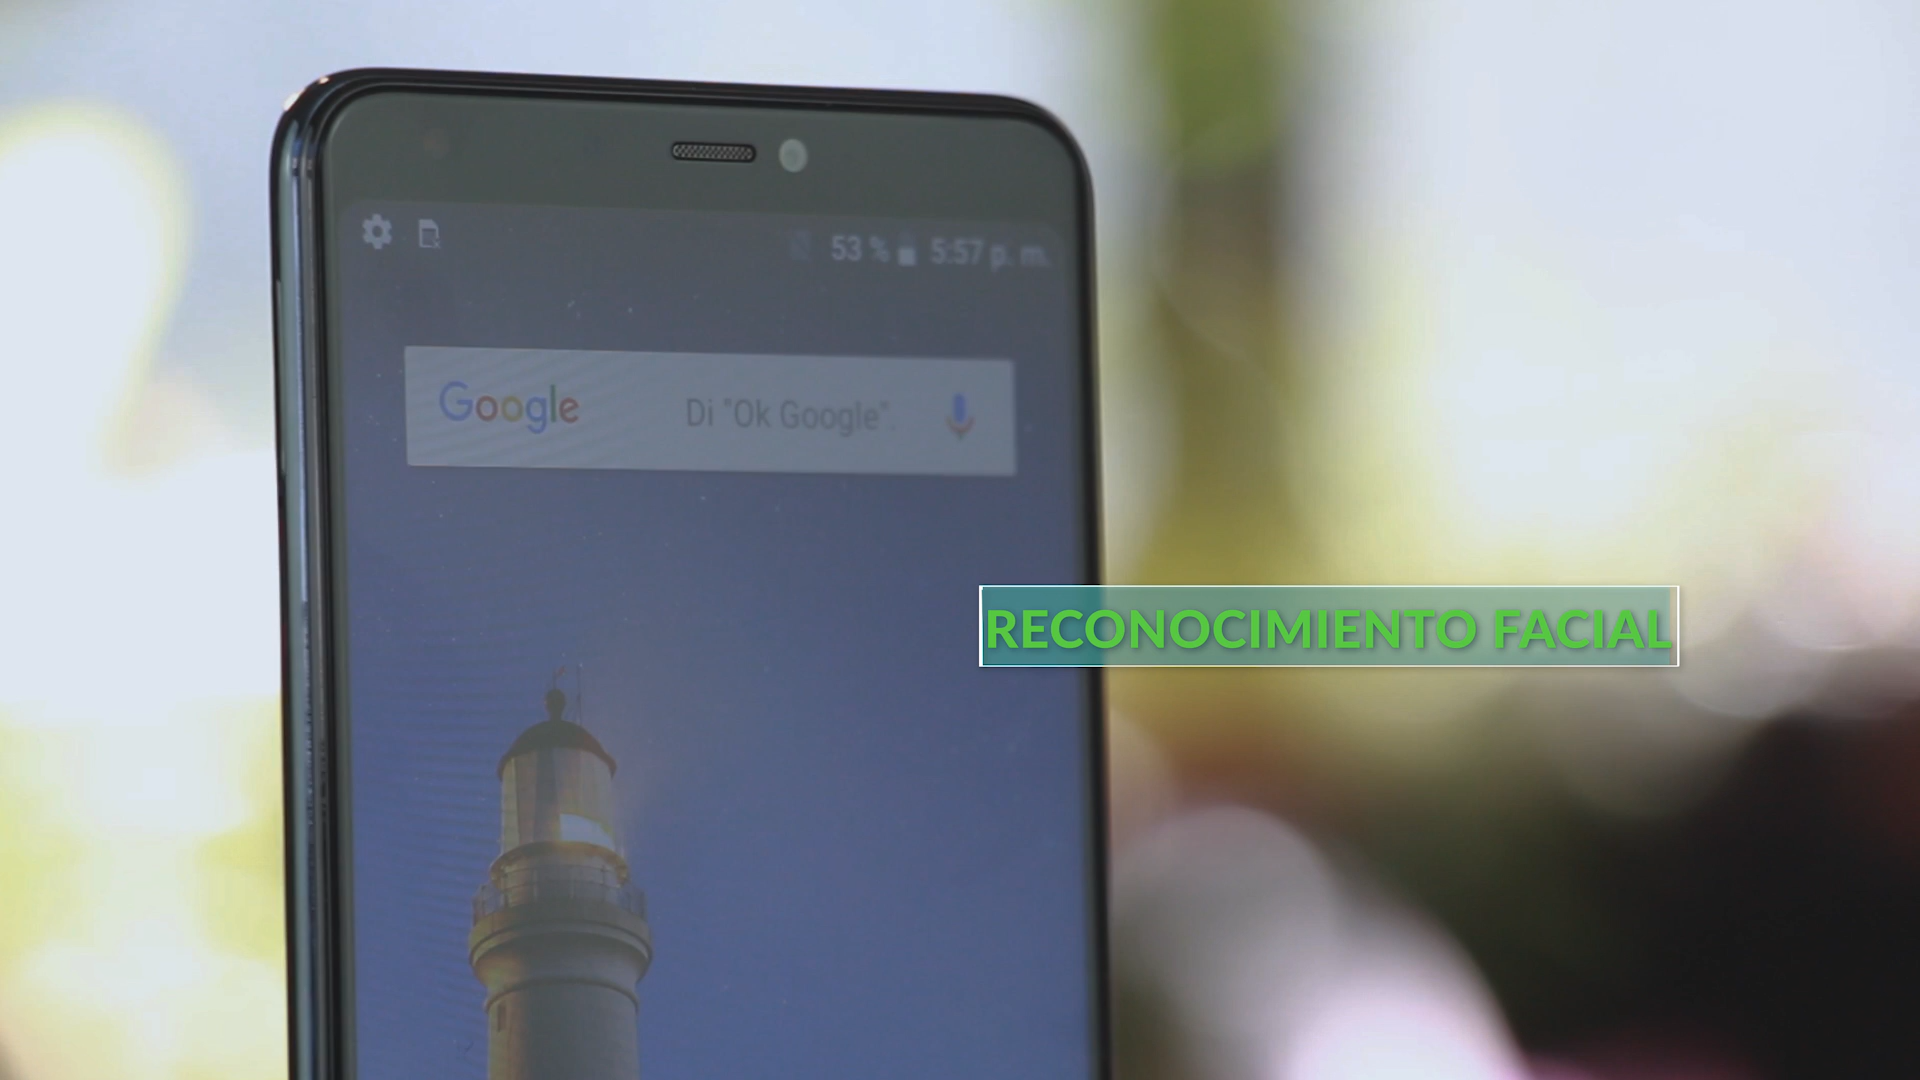 53 % 5:57 p. m.
Google Di "Ok Google".
RECONOCIMIENTO FACIAL